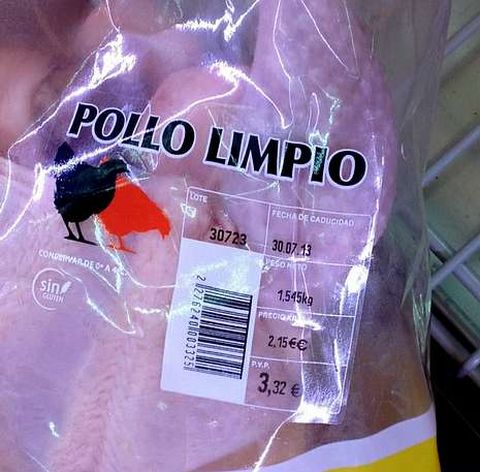 POLLO LIMPIO
LOTE
30723
FECHA DE CADUCIDAD
30.07.13
CONSERVAR DE 0° A 4°
sin
GLUTEN
PESO NETO
1,545kg
PRECIO
2,15€€
P.V.P.
3,32 €
2276240003325